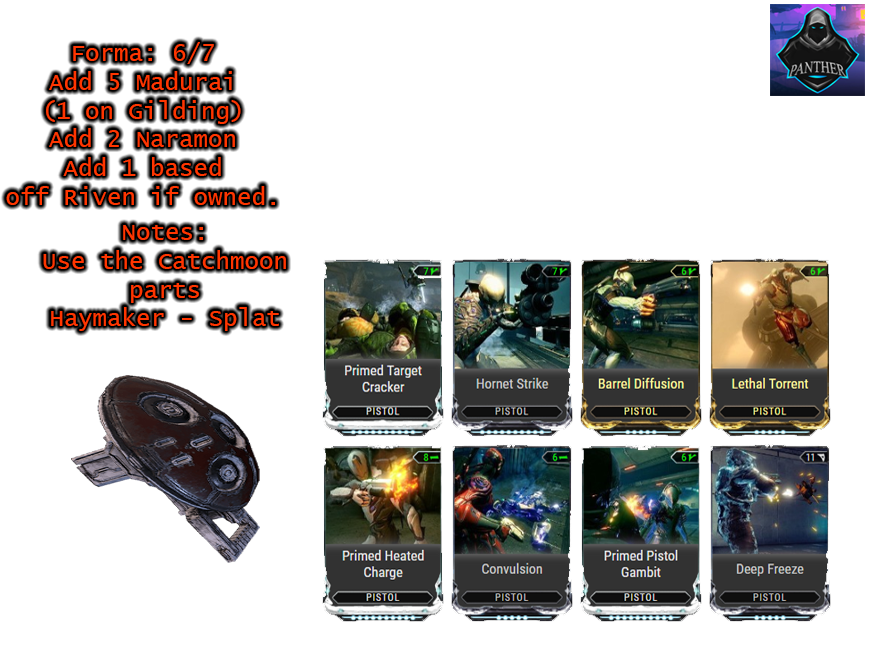 PANTHER
Forma: 6/7
Add 5 Madurai
(1 on Gilding)
Add 2 Naramon
Add 1 based
off Riven if owned.
Notes:
Use the Catchmoon
parts
Haymaker - Splat
7
Primed Target
Cracker
PISTOL
7
Hornet Strike
PISTOL
6
Barrel Diffusion
PISTOL
6
Lethal Torrent
PISTOL
8
Primed Heated
Charge
PISTOL
6
Convulsion
PISTOL
6
Primed Pistol
Gambit
PISTOL
11
Deep Freeze
PISTOL